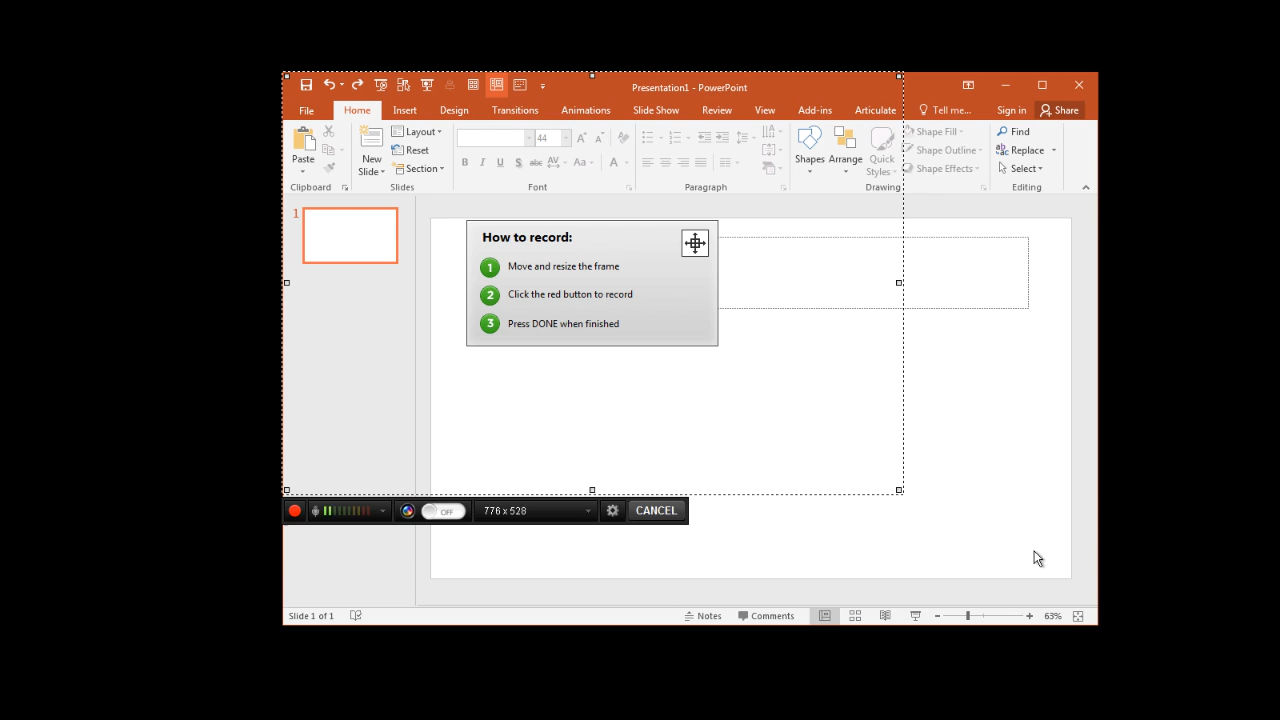 Presentation1 - PowerPoint
File Home Insert Design Transitions Animations Slide Show Review View Add-ins Articulate Tell me... Sign in Share
Paste
New Slide
Layout
Reset
Section
44
B I U S abc AV Aa A
Shapes
Arrange
Quick Styles
Shape Fill
Shape Outline
Shape Effects
Find
Replace
Select
Clipboard Slides Font Paragraph Drawing Editing
1
How to record:
1 Move and resize the frame
2 Click the red button to record
3 Press DONE when finished
OFF 776 x 528 CANCEL
Slide 1 of 1 Notes Comments 63%